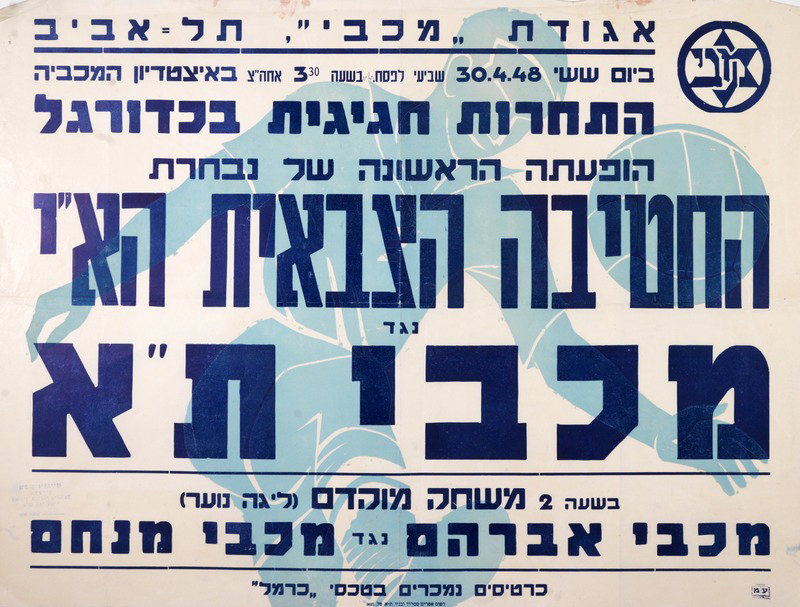 אגודת „מכבי", תל=אביב
מכבי
ביום ששי 30.4.48 שביעי לפסח, בשעה 3³⁰ אחה"צ באיצטדיון המכביה
התחרות חגיגית בכדורגל
הופעתה הראשונה של נבחרת
החטיבה הצבאית הא"י
נגד
מכבי ת"א
בשעה 2 משחק מוקדם (ליגה נוער)
מכבי אברהם נגד מכבי מנחם
כרטיסים נמכרים בטכסי „כרמל"